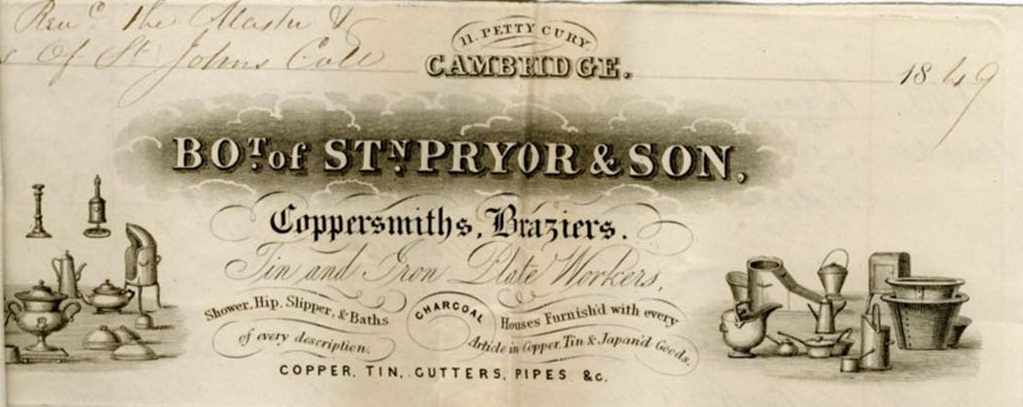 Revᶜ the Master &
s Of St Johns Coll
11. PETTY CURY
CAMBRIDGE.
1849
BOT. of STN PRYOR & SON,
Coppersmiths, Braziers.
Tin and Iron Plate Workers,
Shower, Hip, Slipper, & Baths
of every description,
CHARCOAL
Houses Furnish'd with every
Article in Copper, Tin & Japan'd Goods,
COPPER, TIN, GUTTERS, PIPES &c.